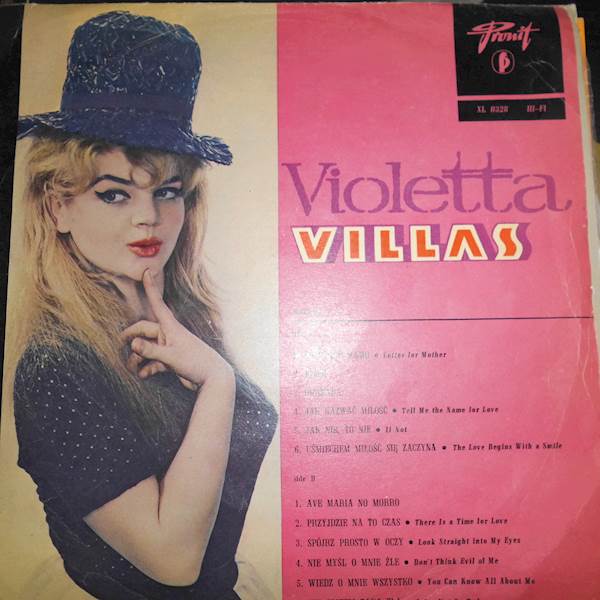 Pronit
XL 0328 HI-FI
Violetta
VILLAS
• Letter for Mother
4. JAK NAZWAĆ MIŁOŚĆ • Tell Me the Name for Love
5. JAK NIE, TO NIE • If Not
6. UŚMIECHEM MIŁOŚĆ SIĘ ZACZYNA • The Love Begins With a Smile
side B
1. AVE MARIA NO MORRO
2. PRZYJDZIE NA TO CZAS • There Is a Time for Love
3. SPÓJRZ PROSTO W OCZY • Look Straight Into My Eyes
4. NIE MYŚL O MNIE ŹLE • Don't Think Evil of Me
5. WIEDZ O MNIE WSZYSTKO • You Can Know All About Me